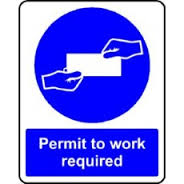 Permit to work
required